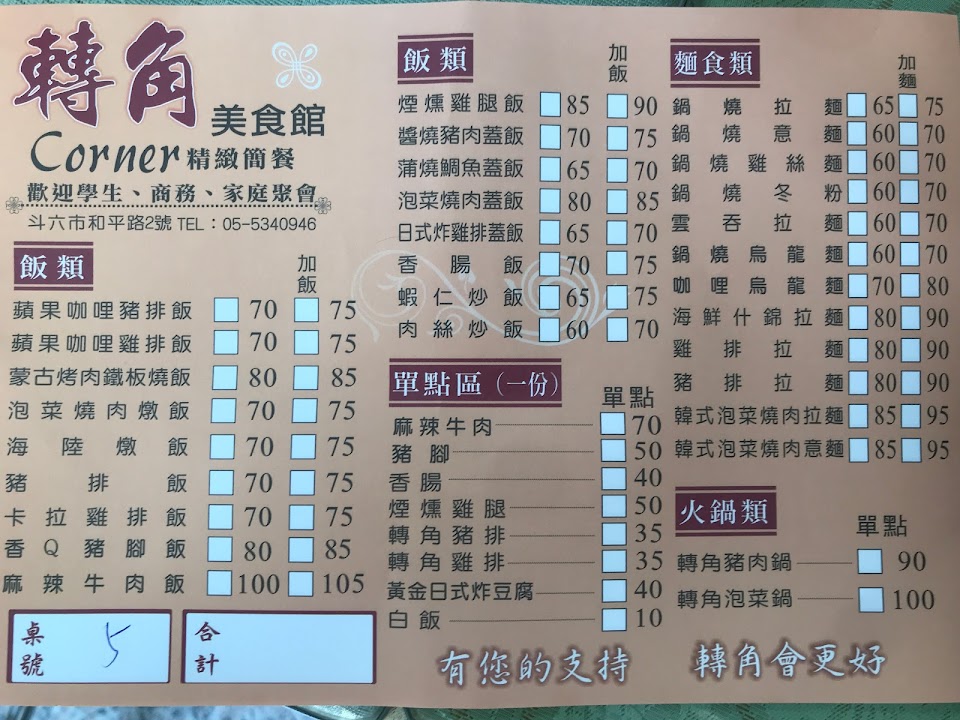 轉角
美食館
Corner 精緻簡餐
歡迎學生、商務、家庭聚會
斗六市和平路2號 TEL：05-5340946
飯類 加飯
蘋果咖哩豬排飯 70 75
蘋果咖哩雞排飯 70 75
蒙古烤肉鐵板燒飯 80 85
泡菜燒肉燉飯 70 75
海陸燉飯 70 75
豬排飯 70 75
卡拉雞排飯 70 75
香Q豬腳飯 80 85
麻辣牛肉飯 100 105
桌號 5
合計
飯類 加飯
煙燻雞腿飯 85 90
醬燒豬肉蓋飯 70 75
蒲燒鯛魚蓋飯 65 70
泡菜燒肉蓋飯 80 85
日式炸雞排蓋飯 65 70
香腸飯 70 75
蝦仁炒飯 65 75
肉絲炒飯 60 70
單點區（一份） 單點
麻辣牛肉 70
豬腳 50
香腸 40
煙燻雞腿 50
轉角豬排 35
轉角雞排 35
黃金日式炸豆腐 40
白飯 10
有您的支持
麵食類 加麵
鍋燒拉麵 65 75
鍋燒意麵 60 70
鍋燒雞絲麵 60 70
鍋燒冬粉 60 70
雲吞拉麵 60 70
鍋燒烏龍麵 60 70
咖哩烏龍麵 70 80
海鮮什錦拉麵 80 90
雞排拉麵 80 90
豬排拉麵 80 90
韓式泡菜燒肉拉麵 85 95
韓式泡菜燒肉意麵 85 95
火鍋類 單點
轉角豬肉鍋 90
轉角泡菜鍋 100
轉角會更好